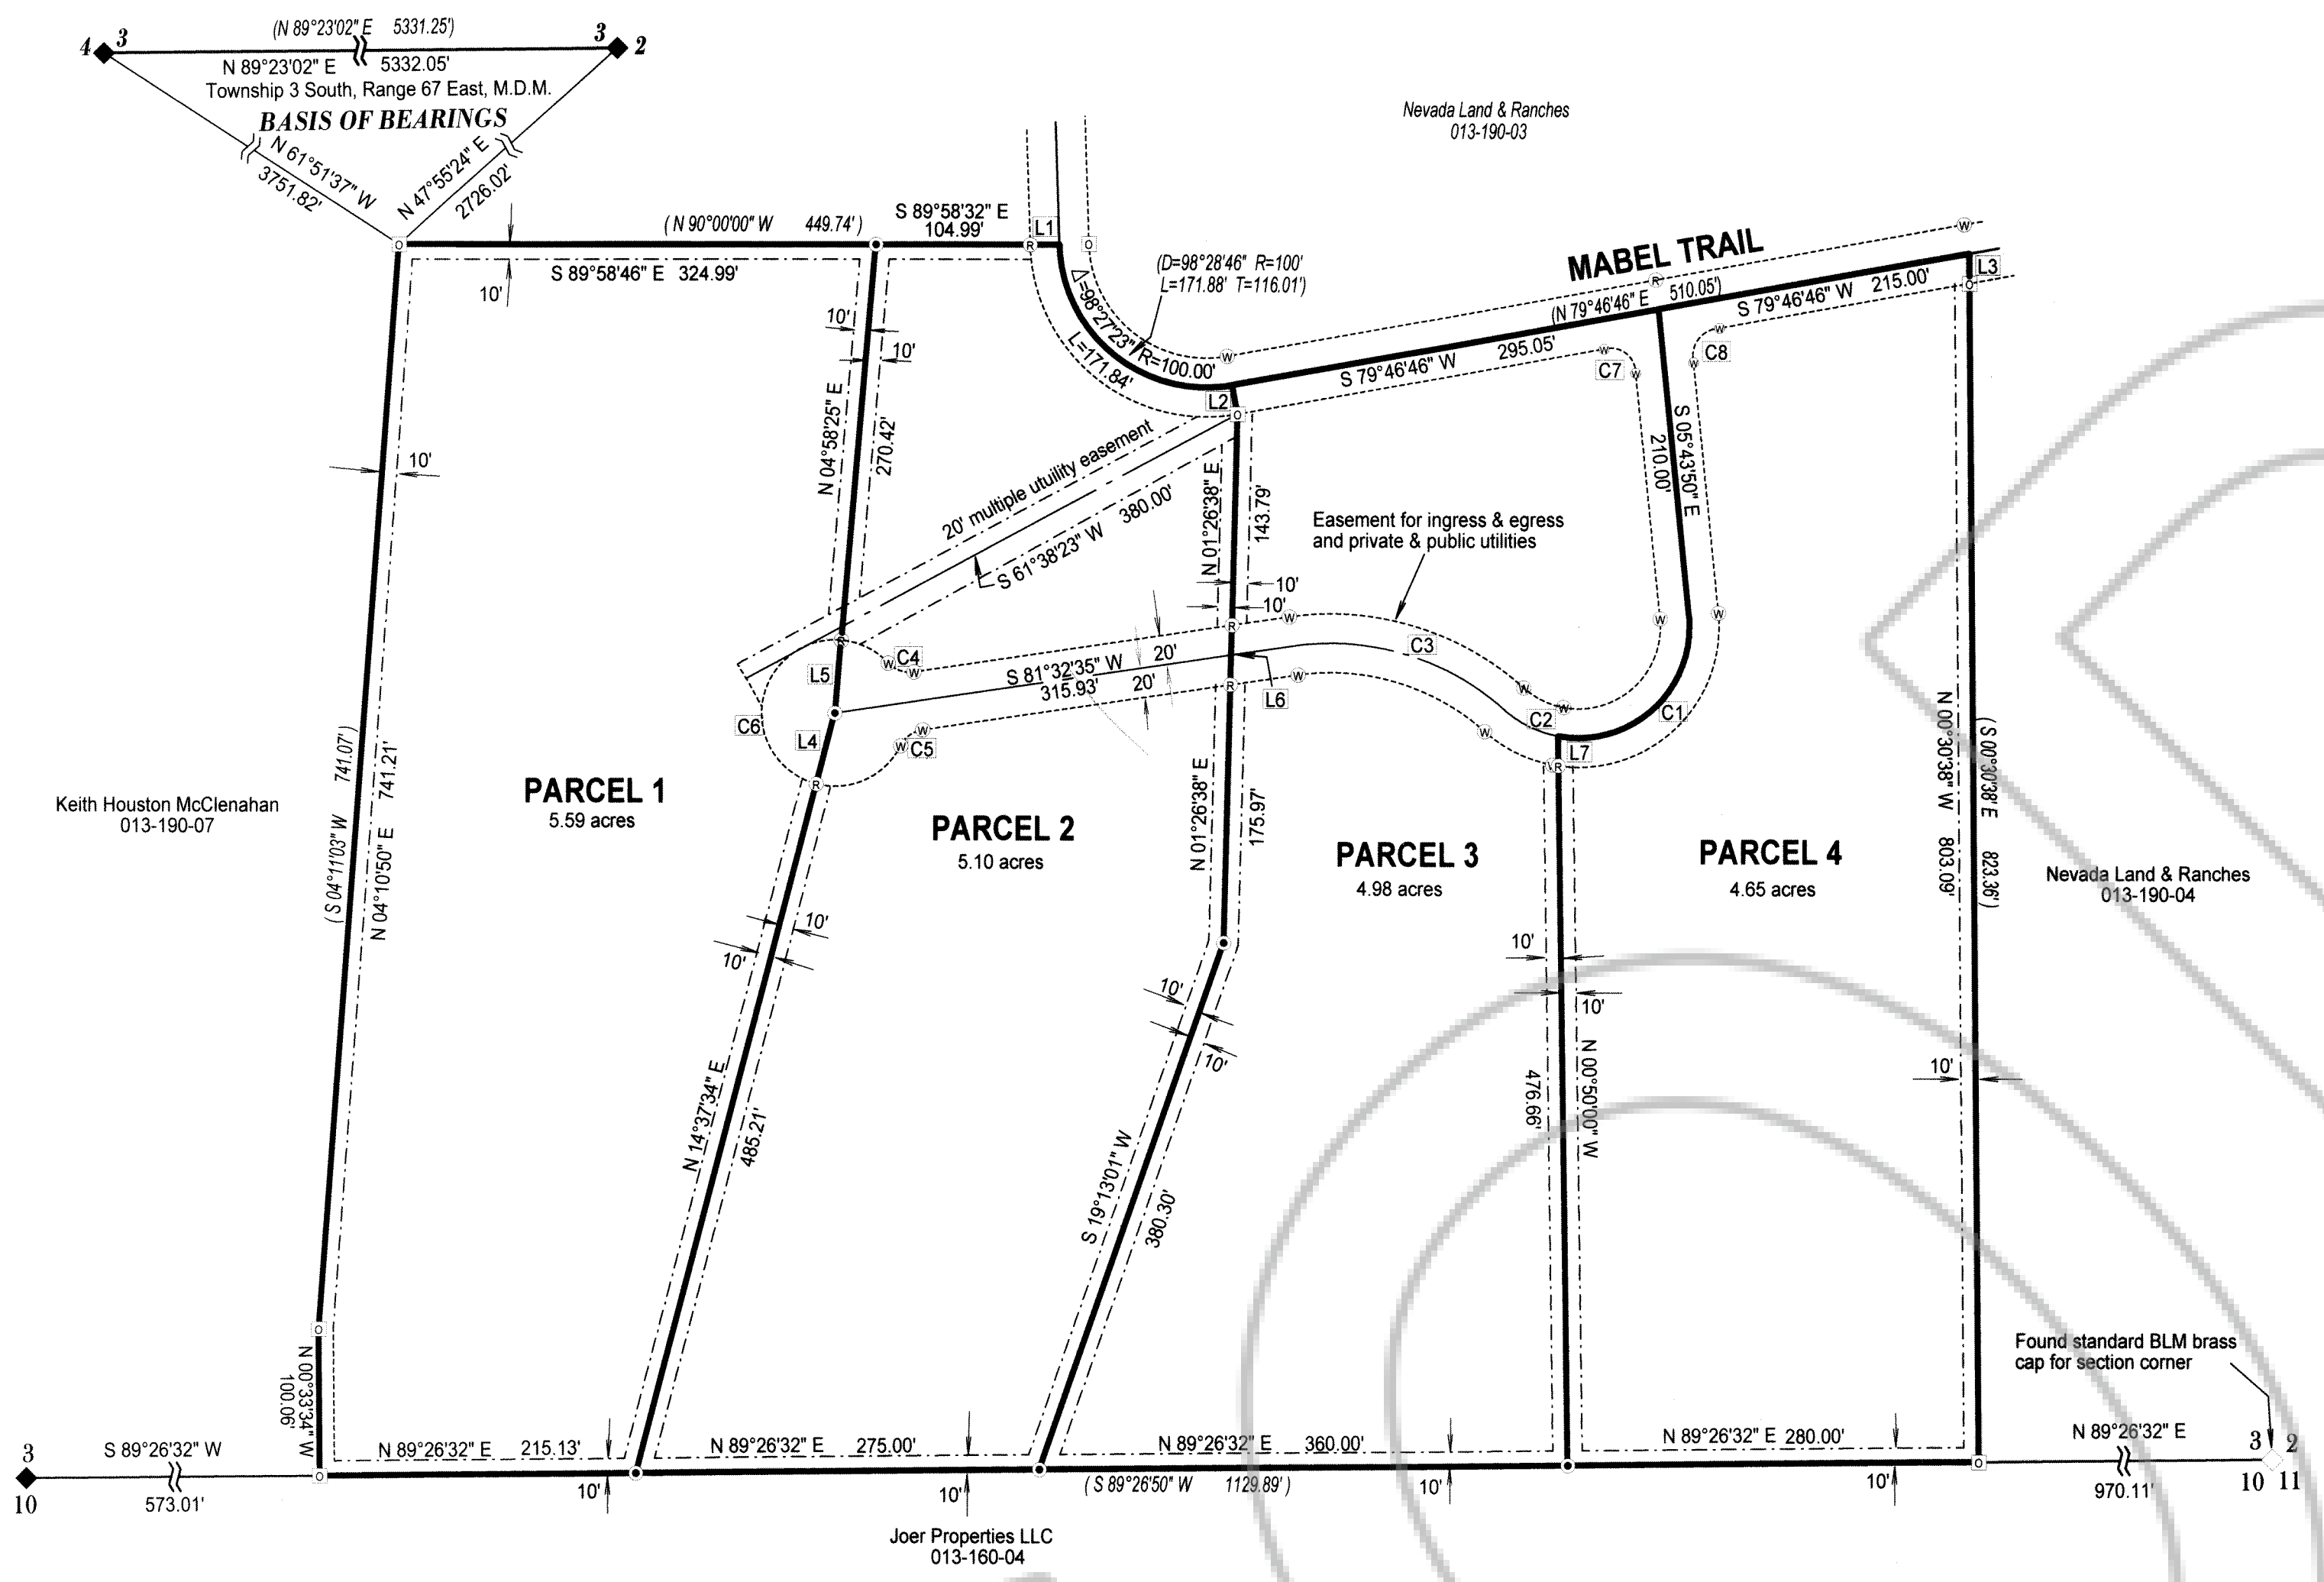 (N 89°23'02" E 5331.25')
4 3
3 2
N 89°23'02" E 5332.05'
Township 3 South, Range 67 East, M.D.M.
BASIS OF BEARINGS
N 61°51'37" W
3751.82'
N 47°55'24" E
2726.02'
Nevada Land & Ranches
013-190-03
( N 90°00'00" W 449.74' )
S 89°58'32" E
104.99'
L1
S 89°58'46" E 324.99'
10'
(D=98°28'46" R=100'
L=171.88' T=116.01')
Δ=98°27'23" R=100.00'
L=171.84'
MABEL TRAIL
(N 79°46'46" E 510.05')
S 79°46'46" W 215.00'
L3
S 79°46'46" W 295.05'
C7
C8
L2
10'
10'
10'
N 04°58'25" E
270.42'
20' multiple utuility easement
S 61°38'23" W 380.00'
N 01°26'38" E
143.79'
10'
10'
Easement for ingress & egress
and private & public utilities
S 05°43'50" E
210.00'
L5
C4
S 81°32'35" W
315.93'
20'
20'
L6
C3
C2
C1
L7
C6
L4
C5
( S 04°11'03" W 741.07')
N 04°10'50" E 741.21'
Keith Houston McClenahan
013-190-07
PARCEL 1
5.59 acres
PARCEL 2
5.10 acres
N 01°26'38" E
175.97'
PARCEL 3
4.98 acres
PARCEL 4
4.65 acres
N 00°30'38" W 803.09'
( S 00°30'38" E 823.36' )
Nevada Land & Ranches
013-190-04
10'
10'
10'
10'
10'
10'
10'
N 14°37'34" E
485.21'
S 19°13'01" W
380.30'
476.66'
N 00°50'00" W
N 00°33'34" W
100.06'
Found standard BLM brass
cap for section corner
3
10
S 89°26'32" W
573.01'
N 89°26'32" E 215.13'
N 89°26'32" E 275.00'
N 89°26'32" E 360.00'
N 89°26'32" E 280.00'
N 89°26'32" E
970.11'
3 2
10 11
10'
10'
( S 89°26'50" W 1129.89' )
10'
10'
Joer Properties LLC
013-160-04